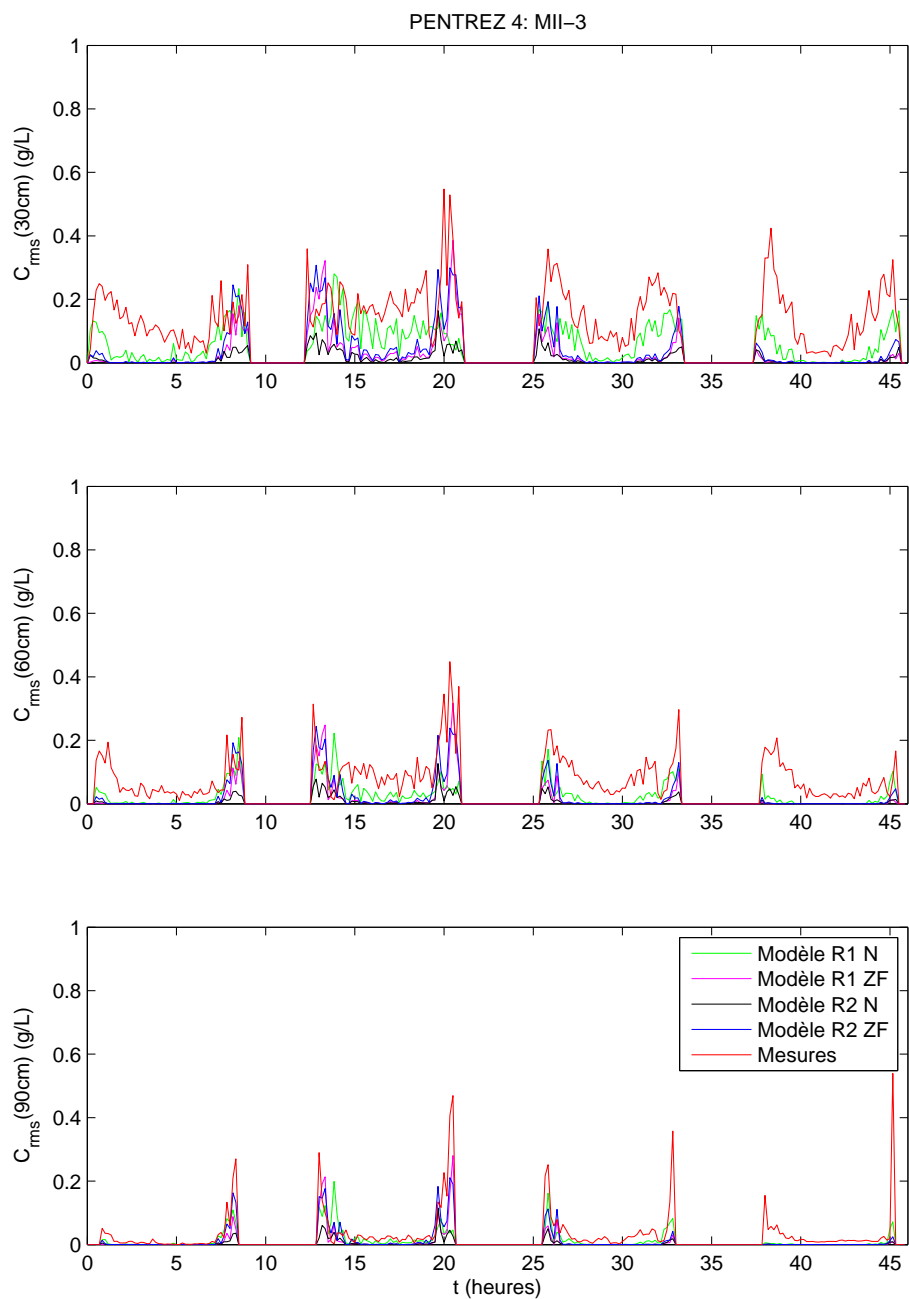 PENTREZ 4: MII−3
1
0.8
0.6
0.4
0.2
0
C_rms(30cm) (g/L)
0 5 10 15 20 25 30 35 40 45
1
0.8
0.6
0.4
0.2
0
C_rms(60cm) (g/L)
0 5 10 15 20 25 30 35 40 45
1
0.8
0.6
0.4
0.2
0
C_rms(90cm) (g/L)
Modèle R1 N
Modèle R1 ZF
Modèle R2 N
Modèle R2 ZF
Mesures
0 5 10 15 20 25 30 35 40 45
t (heures)